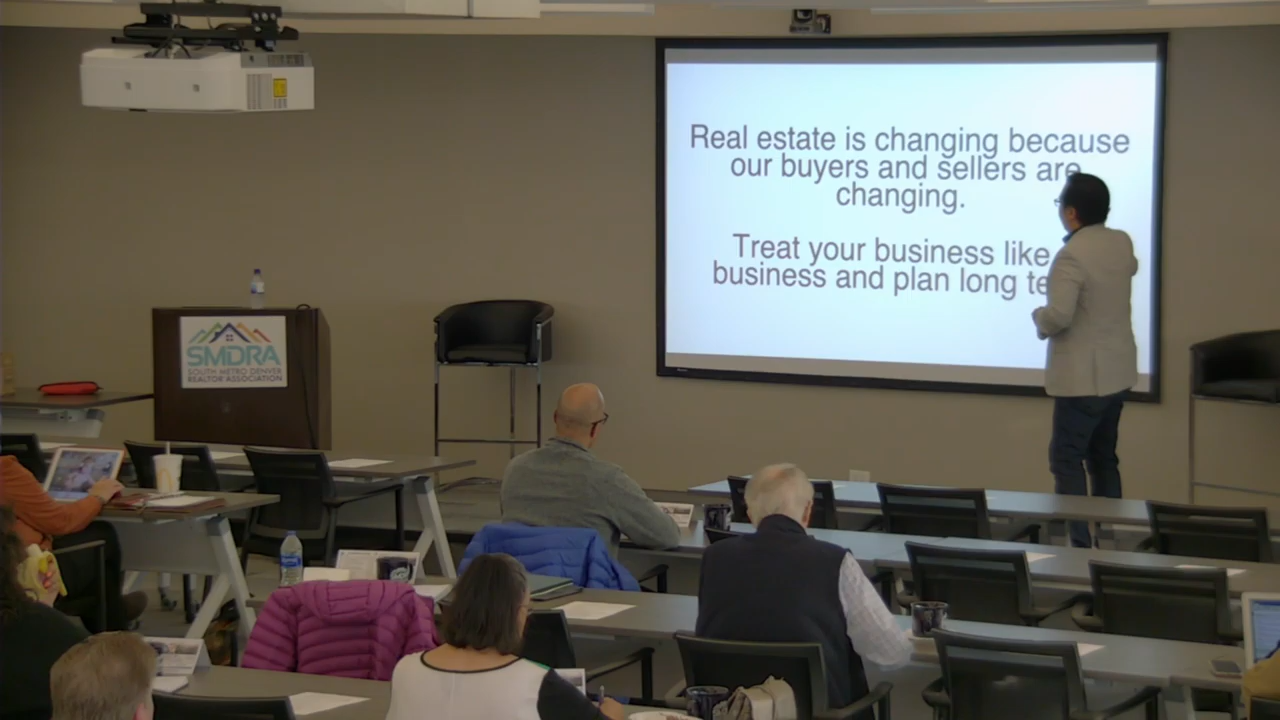 Real estate is changing because
our buyers and sellers are
changing.
Treat your business like
business and plan long te
SMDRA
SOUTH METRO DENVER
REALTOR® ASSOCIATION